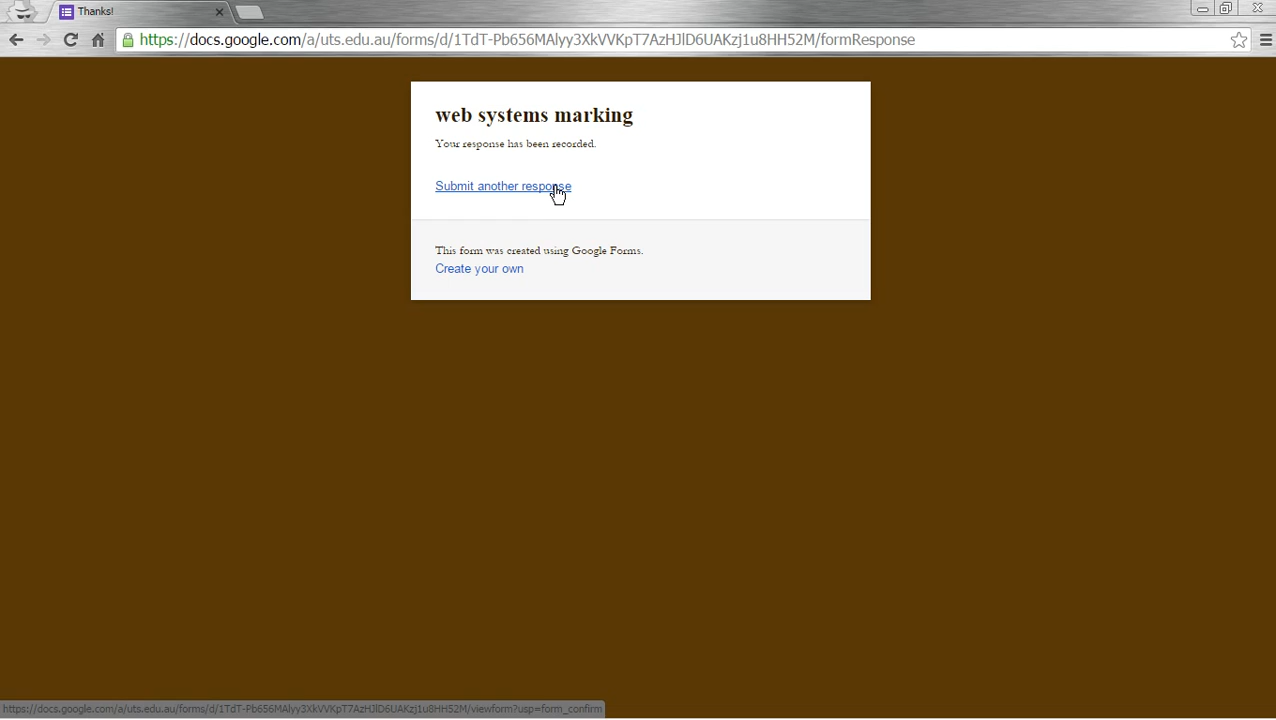 Thanks!
https://docs.google.com/a/uts.edu.au/forms/d/1TdT-Pb656MAlyy3XkVVKpT7AzHJlD6UAKzj1u8HH52M/formResponse
web systems marking
Your response has been recorded.
Submit another response
This form was created using Google Forms.
Create your own
https://docs.google.com/a/uts.edu.au/forms/d/1TdT-Pb656MAlyy3XkVVKpT7AzHJlD6UAKzj1u8HH52M/viewform?usp=form_confirm